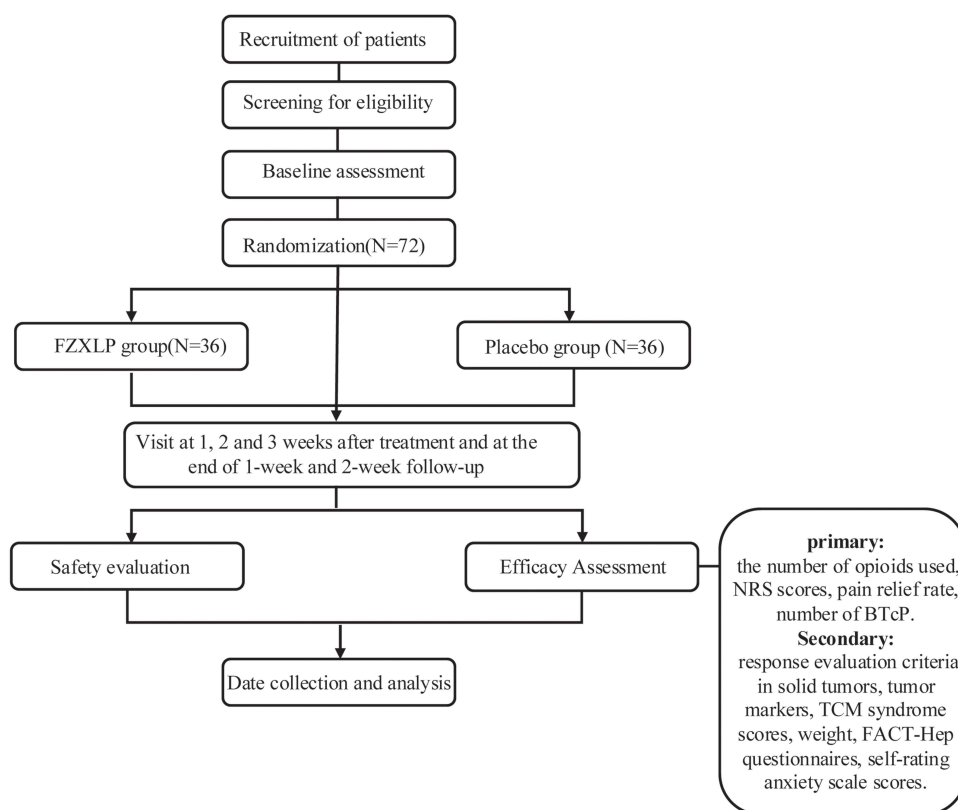 Recruitment of patients
Screening for eligibility
Baseline assessment
Randomization(N=72)
FZXLP group(N=36)
Placebo group (N=36)
Visit at 1, 2 and 3 weeks after treatment and at the
end of 1-week and 2-week follow-up
Safety evaluation
Efficacy Assessment
primary:
the number of opioids used,
NRS scores, pain relief rate,
number of BTcP.
Secondary:
response evaluation criteria
in solid tumors, tumor
markers, TCM syndrome
scores, weight, FACT-Hep
questionnaires, self-rating
anxiety scale scores.
Date collection and analysis